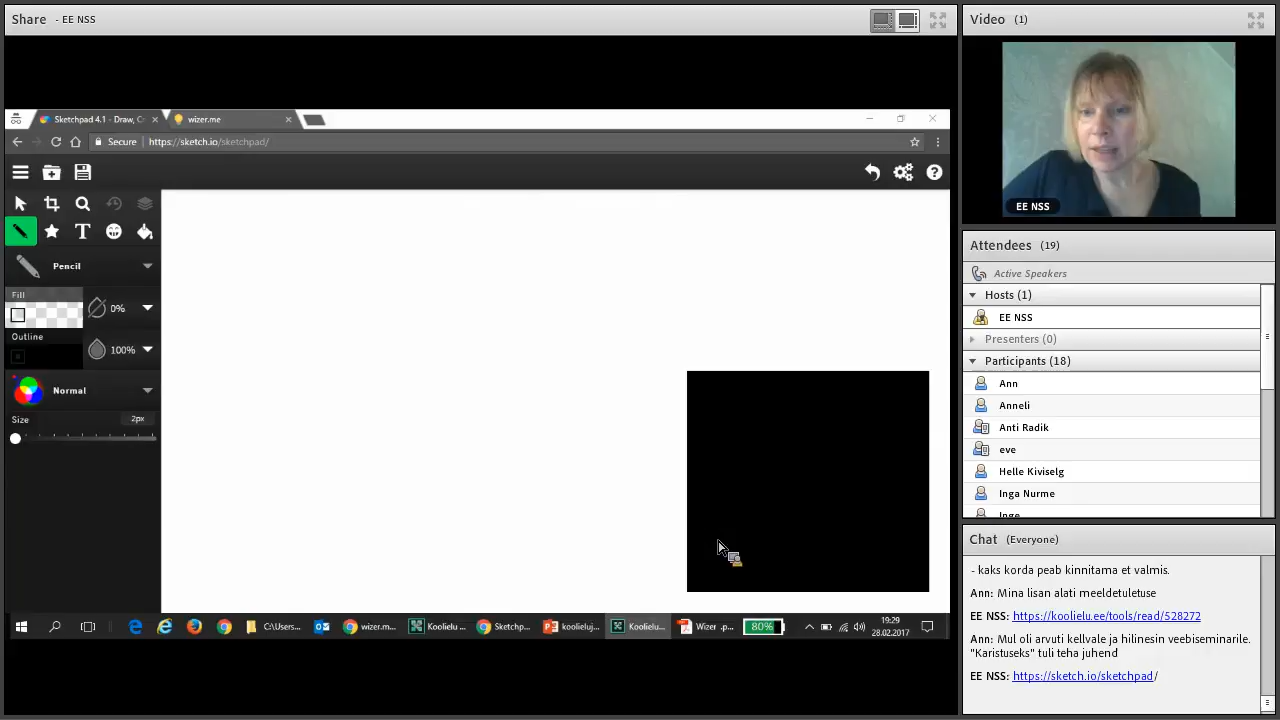 Share - EE NSS
Video (1)
Sketchpad 4.1 - Draw, C
wizer.me
Secure
https://sketch.io/sketchpad/
EE NSS
Pencil
Fill
0%
Outline
100%
Normal
Size
2px
Attendees (19)
Active Speakers
Hosts (1)
EE NSS
Presenters (0)
Participants (18)
Ann
Anneli
Anti Radik
eve
Helle Kiviselg
Inga Nurme
Inge
Chat (Everyone)
- kaks korda peab kinnitama et valmis.
Ann: Mina lisan alati meeldetuletuse
EE NSS: https://koolielu.ee/tools/read/528272
Ann: Mul oli arvuti kellvale ja hilinesin veebiseminarile.
"Karistuseks" tuli teha juhend
EE NSS: https://sketch.io/sketchpad/
C:\Users...
wizer.m...
Koolielu ...
Sketchp...
koolieluj...
Koolielu...
Wizer .p...
80%
19:29
28.02.2017